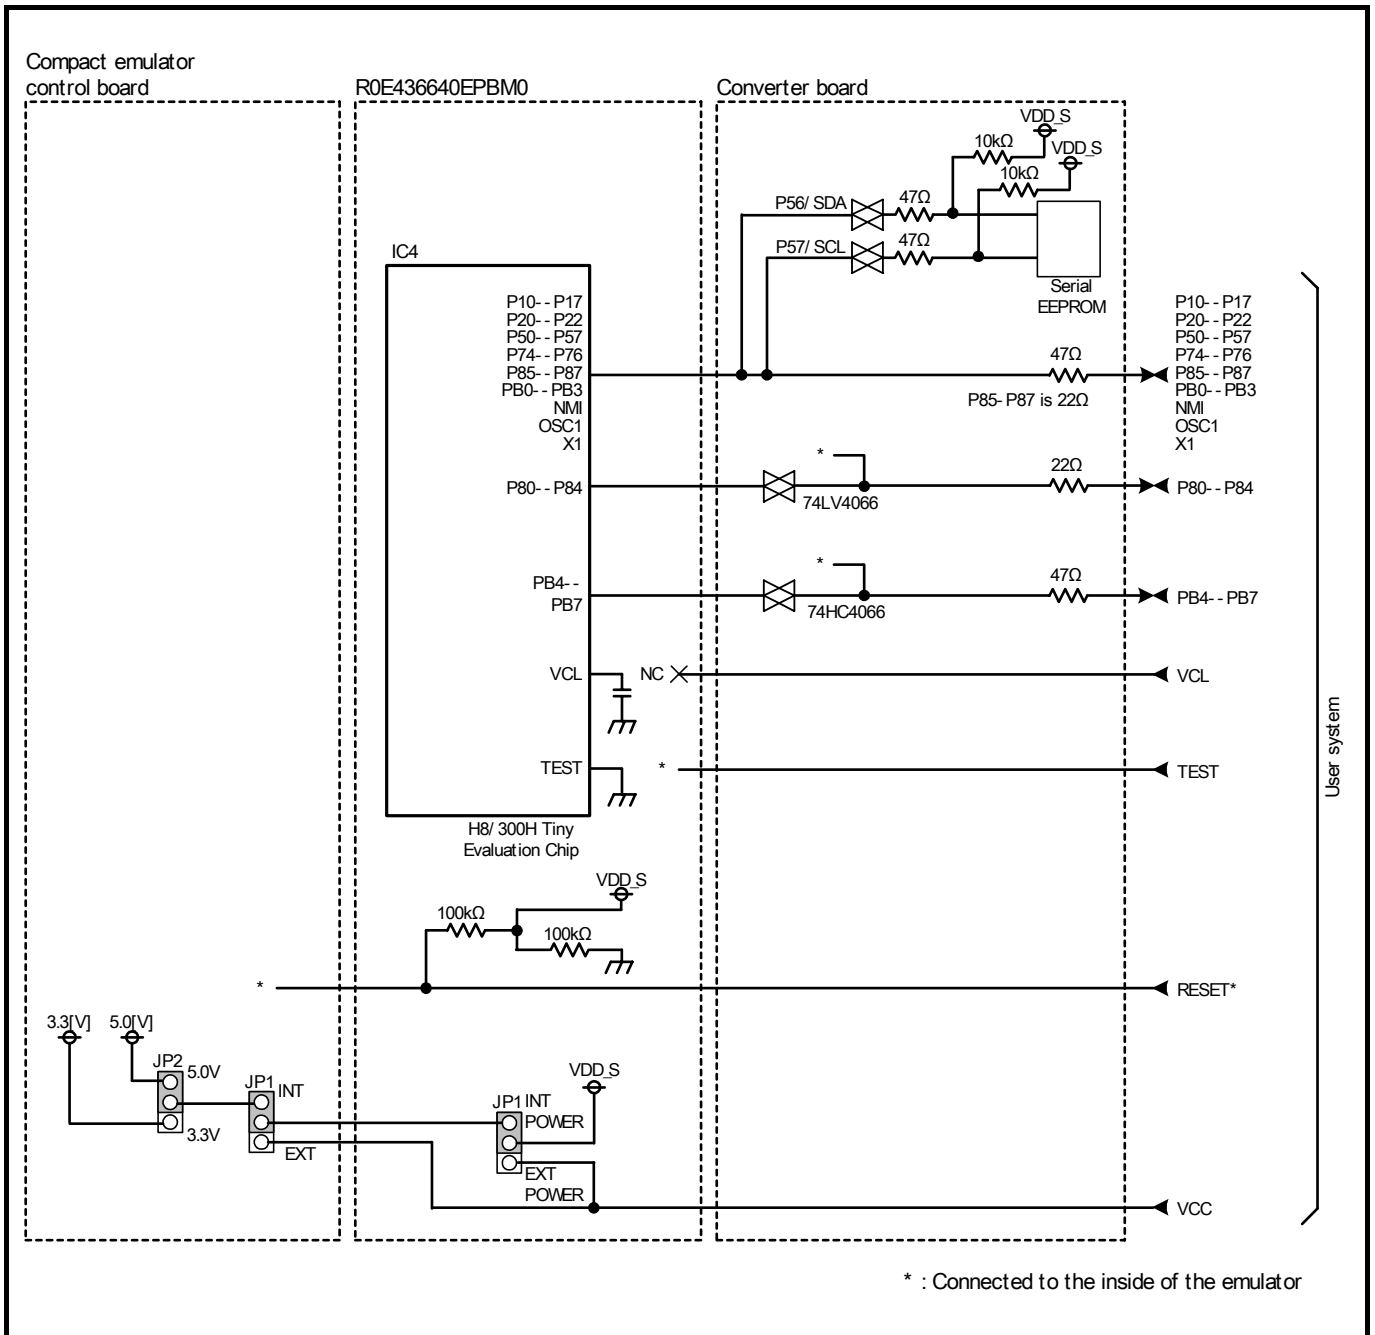 Compact emulator
control board
R0E436640EPBM0
Converter board
VDD_S
10kΩ
VDD_S
10kΩ
P56/ SDA
47Ω
P57/ SCL
47Ω
Serial
EEPROM
IC4
P10- - P17
P20- - P22
P50- - P57
P74- - P76
P85- - P87
PB0- - PB3
NMI
OSC1
X1
47Ω
P85- P87 is 22Ω
P10- - P17
P20- - P22
P50- - P57
P74- - P76
P85- - P87
PB0- - PB3
NMI
OSC1
X1
P80- - P84
*
74LV4066
22Ω
P80- - P84
PB4- -
PB7
*
74HC4066
47Ω
PB4- - PB7
VCL
NC
VCL
TEST
*
TEST
H8/ 300H Tiny
Evaluation Chip
User system
VDD_S
100kΩ
100kΩ
*
RESET*
3.3[V]
5.0[V]
JP2
5.0V
3.3V
JP1
INT
EXT
VDD_S
JP1 INT
POWER
EXT
POWER
VCC
* : Connected to the inside of the emulator